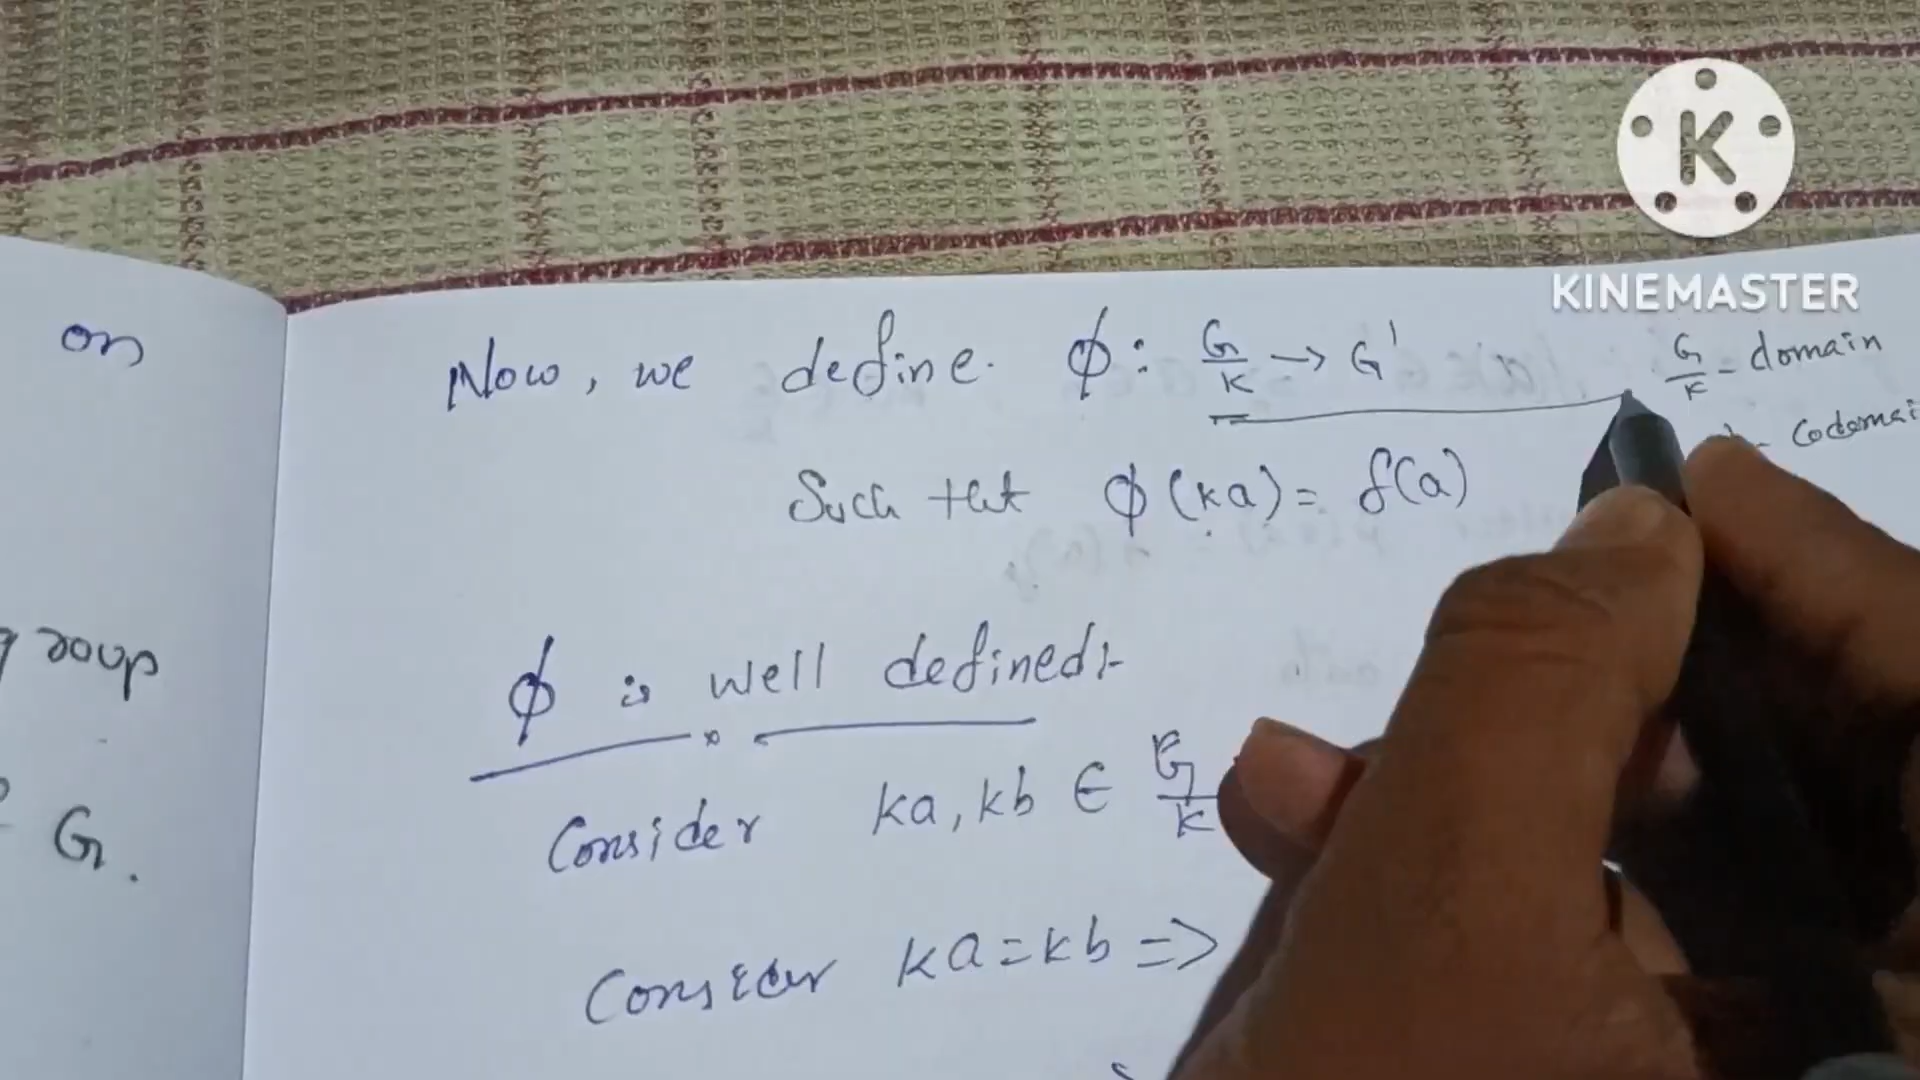 K
KINEMASTER
on
group
G.
Now, we define. ϕ: G/K → G'
G/K - domain
Such that ϕ(ka) = f(a)
ϕ is well defined:-
Consider ka, kb ∈ G/K
Consider ka = kb =>